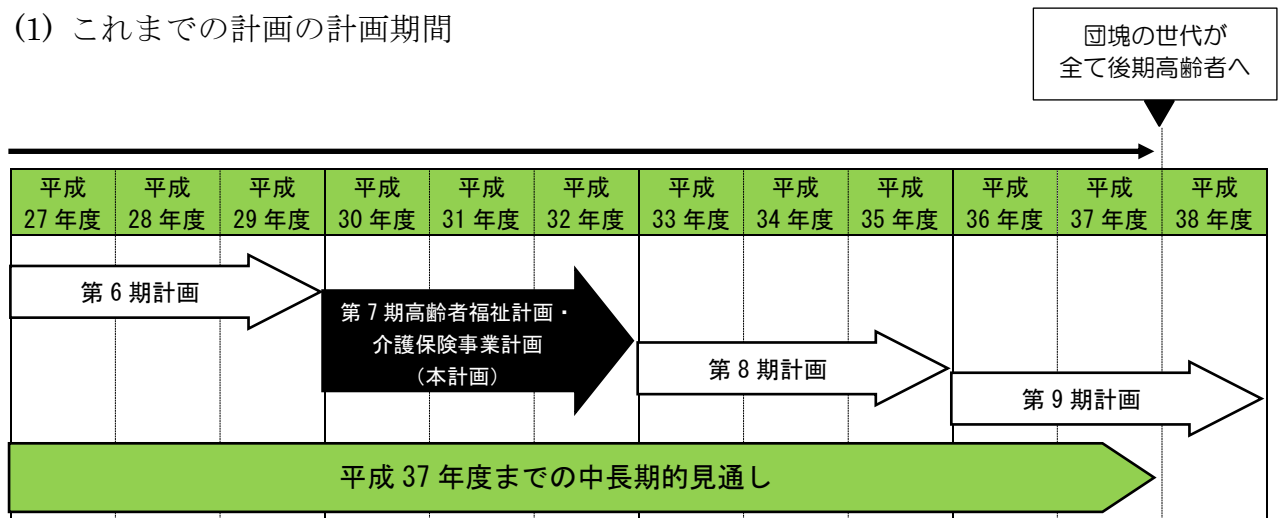 (1) これまでの計画の計画期間
団塊の世代が
全て後期高齢者へ
平成 平成 平成 平成 平成 平成 平成 平成 平成 平成 平成 平成
27 年度 28 年度 29 年度 30 年度 31 年度 32 年度 33 年度 34 年度 35 年度 36 年度 37 年度 38 年度
第 6 期計画
第 7 期高齢者福祉計画・
介護保険事業計画
（本計画）
第 8 期計画
第 9 期計画
平成 37 年度までの中長期的見通し